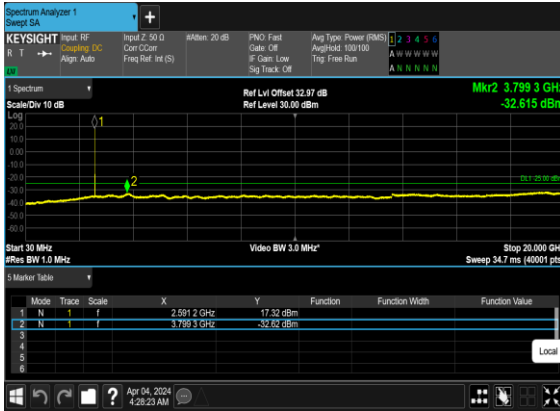 Spectrum Analyzer 1
Swept SA
KEYSIGHT Input: RF Input Z: 50 Ω #Atten: 20 dB PNO: Fast Avg Type: Power (RMS) 1 2 3 4 5 6
R T Coupling: DC Corr CCorr Gate: Off Avg|Hold: 100/100 A W W W W W
Align: Auto Freq Ref: Int (S) IF Gain: Low Trig: Free Run
Sig Track: Off A N N N N N
1 Spectrum
Scale/Div 10 dB
Ref Lvl Offset 32.97 dB
Ref Level 30.00 dBm
Mkr2 3.799 3 GHz
-32.615 dBm
Log
20.0
10.0
0.00
-10.0
-20.0
-30.0
-40.0
-50.0
-60.0
1
2
Start 30 MHz Video BW 3.0 MHz* Stop 20.000 GHz
#Res BW 1.0 MHz Sweep 34.7 ms (40001 pts
5 Marker Table
Mode Trace Scale X Y Function Function Width Function Value
1 N 1 f 2.591 2 GHz 17.32 dBm
2 N 1 f 3.799 3 GHz -32.62 dBm
3
4
5
6
Local
Apr 04, 2024
4:28:23 AM